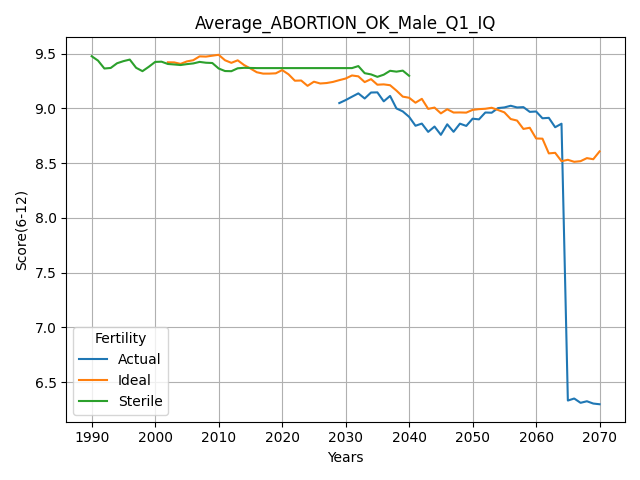 Average_ABORTION_OK_Male_Q1_IQ
Score(6-12)
9.5
9.0
8.5
8.0
7.5
7.0
6.5
Fertility
Actual
Ideal
Sterile
1990 2000 2010 2020 2030 2040 2050 2060 2070
Years